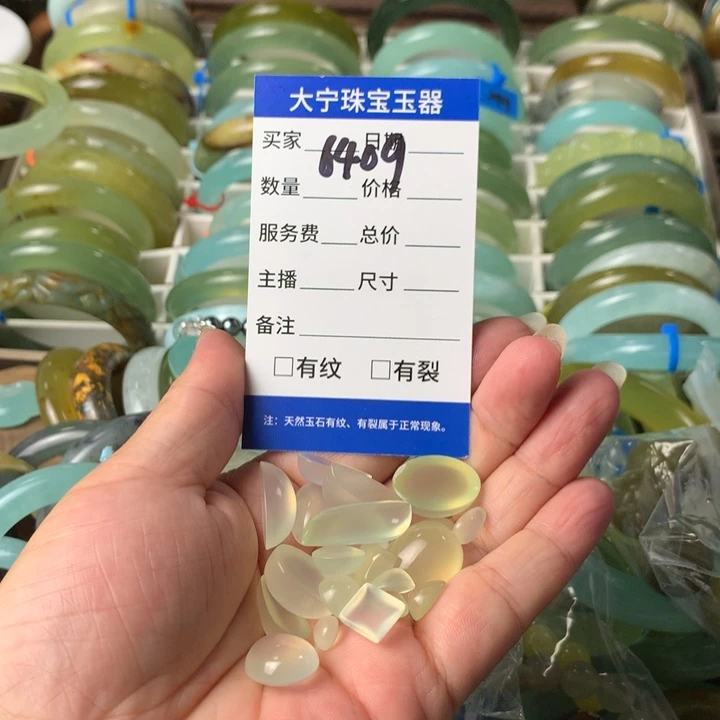 大宁珠宝玉器
买家 日期
6409
数量 价格
服务费 总价
主播 尺寸
备注
□有纹 □有裂
注：天然玉石有纹、有裂属于正常现象。